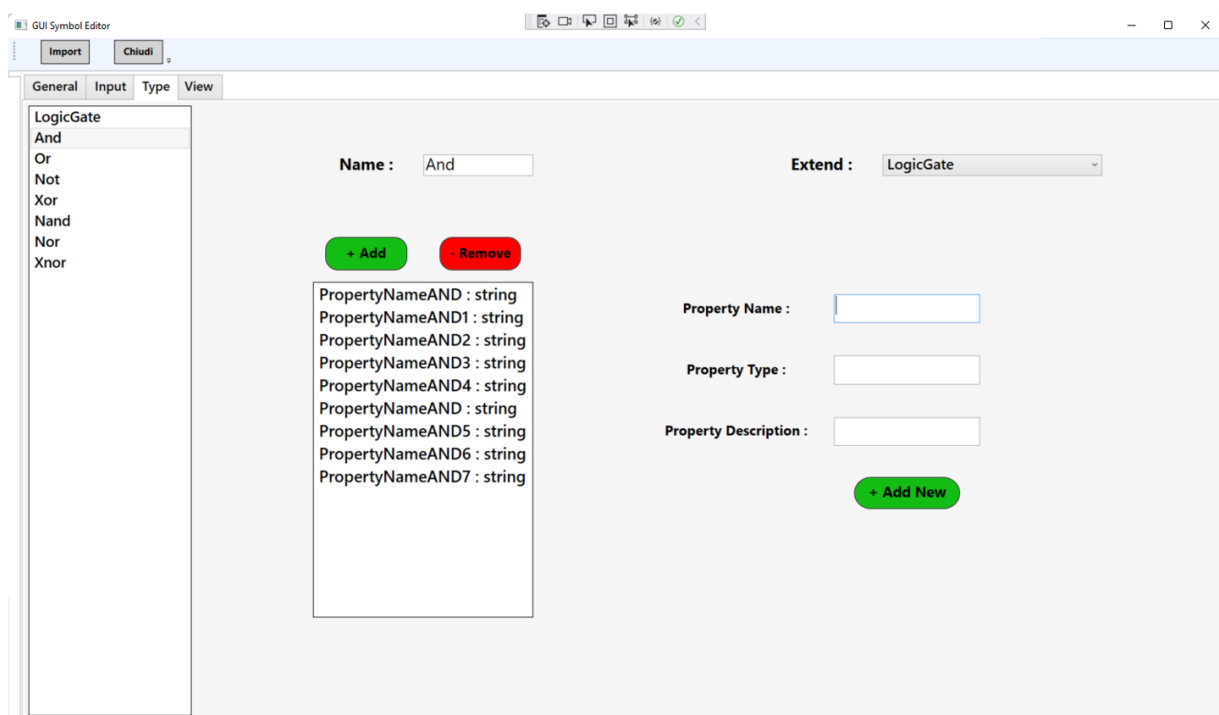 GUI Symbol Editor
Import Chiudi
General Input Type View
LogicGate
And
Or
Not
Xor
Nand
Nor
Xnor
Name : And
Extend : LogicGate
+ Add - Remove
PropertyNameAND : string
PropertyNameAND1 : string
PropertyNameAND2 : string
PropertyNameAND3 : string
PropertyNameAND4 : string
PropertyNameAND : string
PropertyNameAND5 : string
PropertyNameAND6 : string
PropertyNameAND7 : string
Property Name :
Property Type :
Property Description :
+ Add New